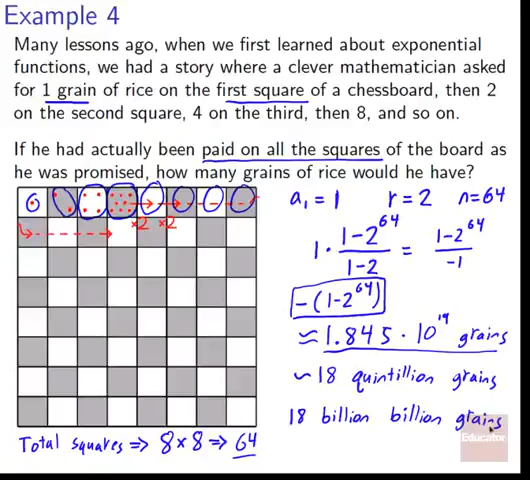 Example 4
Many lessons ago, when we first learned about exponential
functions, we had a story where a clever mathematician asked
for 1 grain of rice on the first square of a chessboard, then 2
on the second square, 4 on the third, then 8, and so on.
If he had actually been paid on all the squares of the board as
he was promised, how many grains of rice would he have?
a₁ = 1 r = 2 n = 64
×2 ×2
1 · (1-2⁶⁴)/(1-2) = (1-2⁶⁴)/-1
-(1-2⁶⁴)
≈ 1.845 · 10¹⁹ grains
~18 quintillion grains
18 billion billion grains
Educator
Total squares ⇒ 8 × 8 ⇒ 64